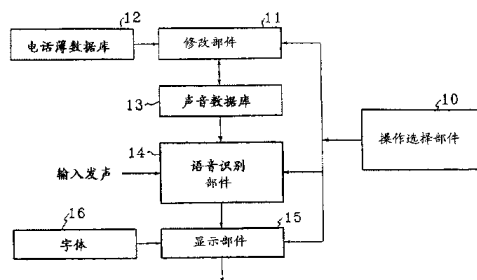 12
11
电话薄数据库
修改部件
10
13
声音数据库
操作选择部件
14
语音识别
部件
输入发声
16
15
字体
显示部件